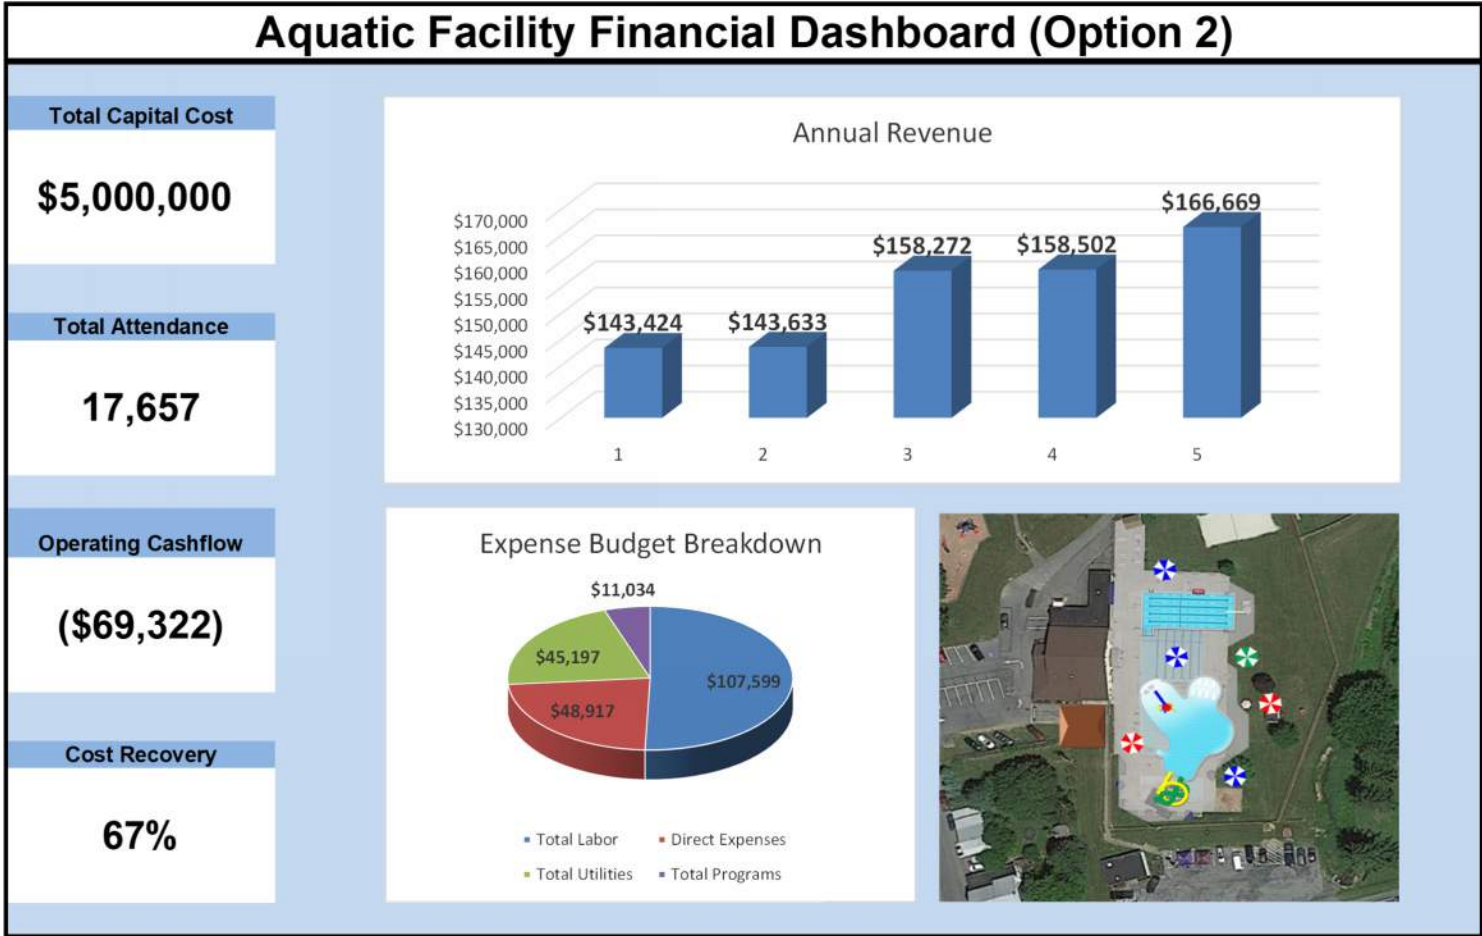 Aquatic Facility Financial Dashboard (Option 2)
Total Capital Cost
$5,000,000
Total Attendance
17,657
Operating Cashflow
($69,322)
Cost Recovery
67%
Annual Revenue
$170,000
$165,000
$160,000
$155,000
$150,000
$145,000
$140,000
$135,000
$130,000
$143,424
$143,633
$158,272
$158,502
$166,669
1 2 3 4 5
Expense Budget Breakdown
$11,034
$45,197
$107,599
$48,917
Total Labor Direct Expenses
Total Utilities Total Programs